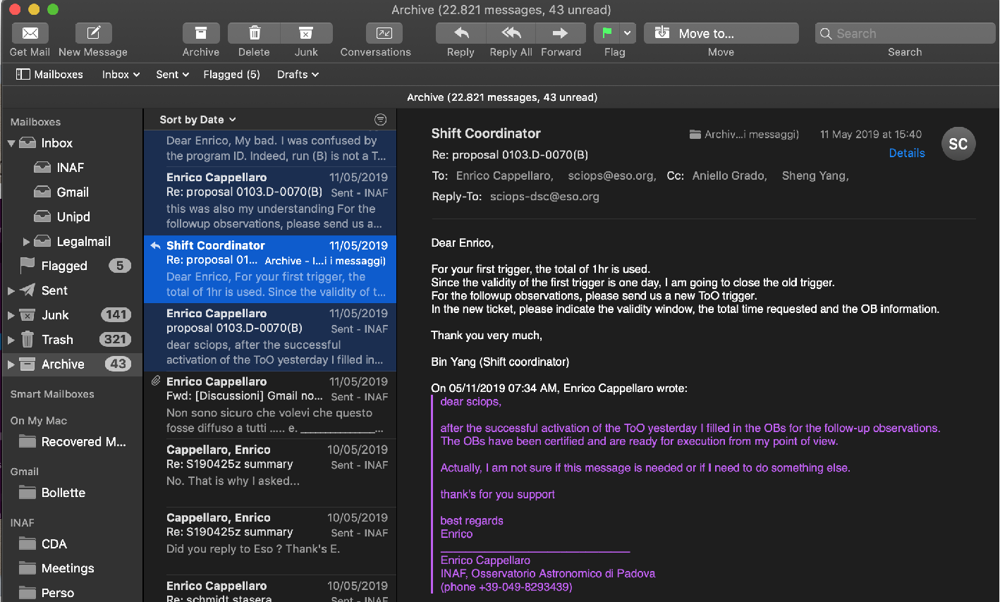 Archive (22.821 messages, 43 unread)
Get Mail New Message Archive Delete Junk Conversations Reply Reply All Forward Flag Move to... Move Search Search
Mailboxes Inbox Sent Flagged (5) Drafts
Archive (22.821 messages, 43 unread)
Mailboxes
Inbox
INAF
Gmail
Unipd
Legalmail
Flagged 5
Sent
Junk 141
Trash 321
Archive 43
Smart Mailboxes
On My Mac
Recovered M...
Gmail
Bollette
INAF
CDA
Meetings
Perso
Sort by Date
Dear Enrico, My bad. I was confused by
the program ID. Indeed, run (B) is not a T...
Enrico Cappellaro 11/05/2019
Re: proposal 0103.D-0070(B) Sent - INAF
this was also my understanding For the
followup observations, please send us a...
Shift Coordinator 11/05/2019
Re: proposal 01... Archive - I...i i messaggi)
Dear Enrico, For your first trigger, the
total of 1hr is used. Since the validity of t...
Enrico Cappellaro 11/05/2019
proposal 0103.D-0070(B) Sent - INAF
dear sciops, after the successful
activation of the ToO yesterday I filled in...
Enrico Cappellaro 11/05/2019
Fwd: [Discussioni] Gmail no... Sent - INAF
Non sono sicuro che volevi che questo
fosse diffuso a tutti ..... e. ______________...
Cappellaro, Enrico 10/05/2019
Re: S190425z summary Sent - INAF
No. That is why I asked...
Cappellaro, Enrico 10/05/2019
Re: S190425z summary Sent - INAF
Did you reply to Eso ? Thank's E.
Enrico Cappellaro 10/05/2019
Re: schmidt stasera Sent - INAF
Shift Coordinator Archiv...i messaggi) 11 May 2019 at 15:40
SC
Re: proposal 0103.D-0070(B) Details
To: Enrico Cappellaro, sciops@eso.org, Cc: Aniello Grado, Sheng Yang,
Reply-To: sciops-dsc@eso.org
Dear Enrico,
For your first trigger, the total of 1hr is used.
Since the validity of the first trigger is one day, I am going to close the old trigger.
For the followup observations, please send us a new ToO trigger.
In the new ticket, please indicate the validity window, the total time requested and the OB information.
Thank you very much,
Bin Yang (Shift coordinator)
On 05/11/2019 07:34 AM, Enrico Cappellaro wrote:
dear sciops,
after the successful activation of the ToO yesterday I filled in the OBs for the follow-up observations.
The OBs have been certified and are ready for execution from my point of view.
Actually, I am not sure if this message is needed or if I need to do something else.
thank's for you support
best regards
Enrico
______________________________
Enrico Cappellaro
INAF, Osservatorio Astronomico di Padova
(phone +39-049-8293439)